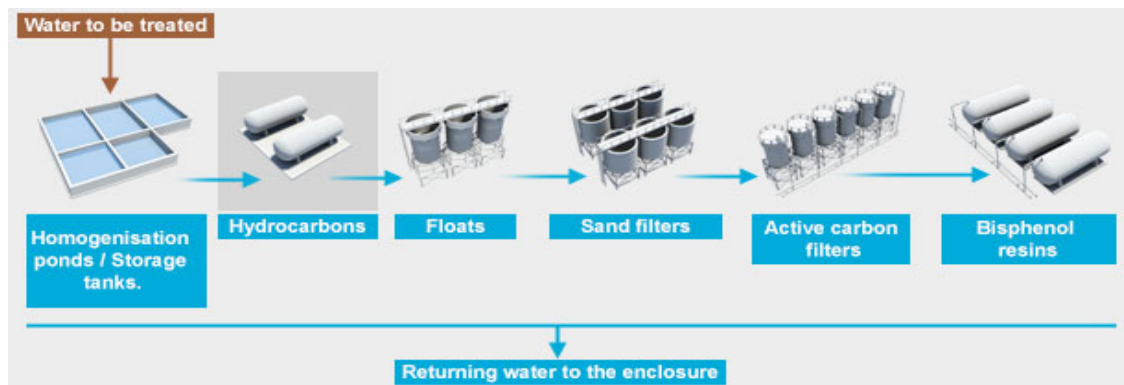 Water to be treated
Homogenisation
ponds / Storage
tanks.
Hydrocarbons
Floats
Sand filters
Active carbon
filters
Bisphenol
resins
Returning water to the enclosure